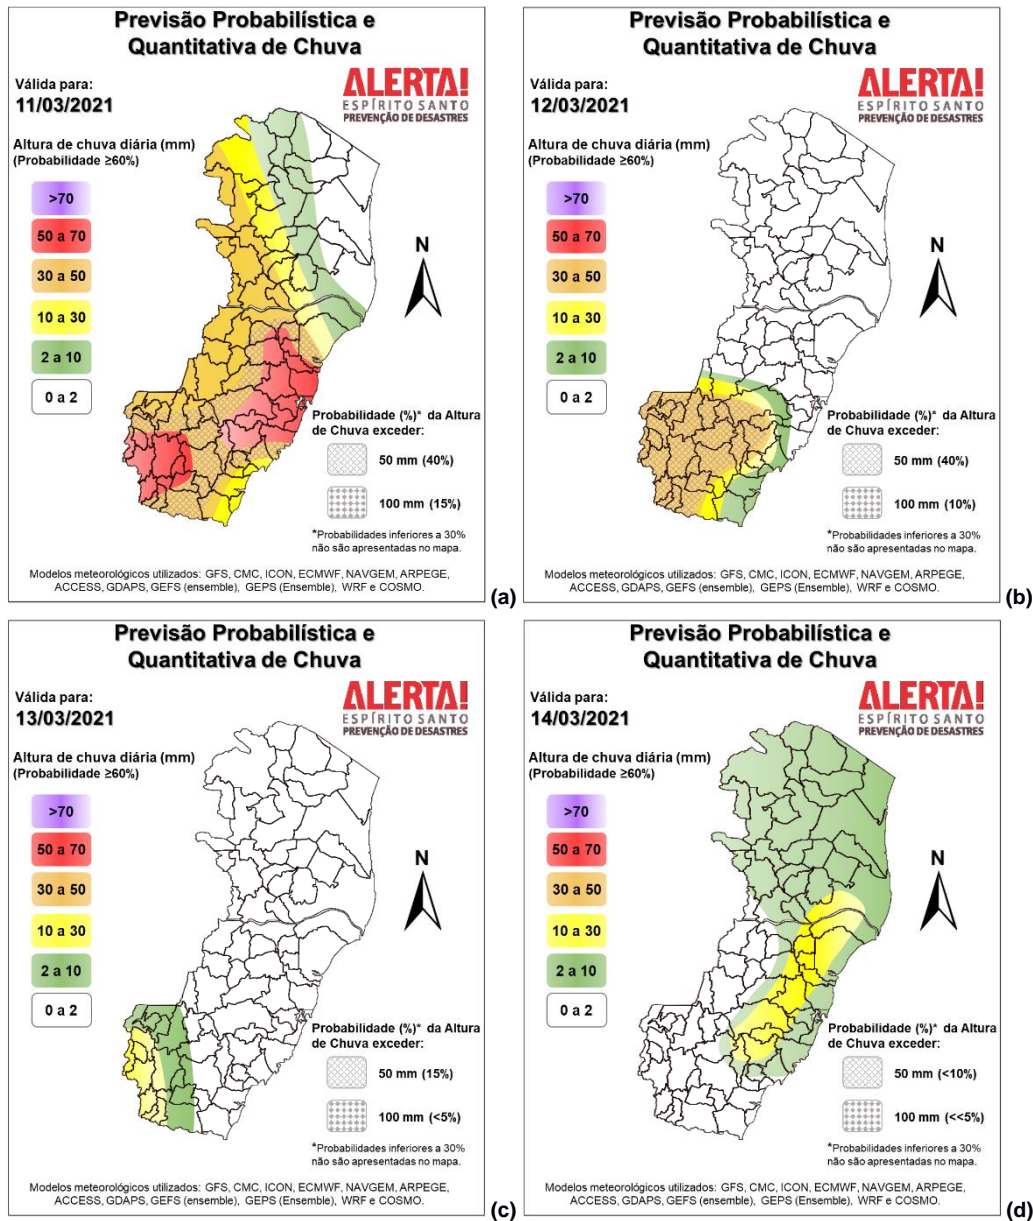 Previsão Probabilística e
Quantitativa de Chuva
Válida para:
11/03/2021
ALERTA!
ESPÍRITO SANTO
PREVENÇÃO DE DESASTRES
Altura de chuva diária (mm)
(Probabilidade ≥60%)
>70
50 a 70
30 a 50
10 a 30
2 a 10
0 a 2
N
Probabilidade (%)* da Altura
de Chuva exceder:
50 mm (40%)
100 mm (15%)
*Probabilidades inferiores a 30%
não são apresentadas no mapa.
Modelos meteorológicos utilizados: GFS, CMC, ICON, ECMWF, NAVGEM, ARPEGE,
ACCESS, GDAPS, GEFS (ensemble), GEPS (Ensemble), WRF e COSMO.
(a)
Previsão Probabilística e
Quantitativa de Chuva
Válida para:
12/03/2021
ALERTA!
ESPÍRITO SANTO
PREVENÇÃO DE DESASTRES
Altura de chuva diária (mm)
(Probabilidade ≥60%)
>70
50 a 70
30 a 50
10 a 30
2 a 10
0 a 2
N
Probabilidade (%)* da Altura
de Chuva exceder:
50 mm (40%)
100 mm (10%)
*Probabilidades inferiores a 30%
não são apresentadas no mapa.
Modelos meteorológicos utilizados: GFS, CMC, ICON, ECMWF, NAVGEM, ARPEGE,
ACCESS, GDAPS, GEFS (ensemble), GEPS (Ensemble), WRF e COSMO.
(b)
Previsão Probabilística e
Quantitativa de Chuva
Válida para:
13/03/2021
ALERTA!
ESPÍRITO SANTO
PREVENÇÃO DE DESASTRES
Altura de chuva diária (mm)
(Probabilidade ≥60%)
>70
50 a 70
30 a 50
10 a 30
2 a 10
0 a 2
N
Probabilidade (%)* da Altura
de Chuva exceder:
50 mm (15%)
100 mm (<5%)
*Probabilidades inferiores a 30%
não são apresentadas no mapa.
Modelos meteorológicos utilizados: GFS, CMC, ICON, ECMWF, NAVGEM, ARPEGE,
ACCESS, GDAPS, GEFS (ensemble), GEPS (Ensemble), WRF e COSMO.
(c)
Previsão Probabilística e
Quantitativa de Chuva
Válida para:
14/03/2021
ALERTA!
ESPÍRITO SANTO
PREVENÇÃO DE DESASTRES
Altura de chuva diária (mm)
(Probabilidade ≥60%)
>70
50 a 70
30 a 50
10 a 30
2 a 10
0 a 2
N
Probabilidade (%)* da Altura
de Chuva exceder:
50 mm (<10%)
100 mm (<<5%)
*Probabilidades inferiores a 30%
não são apresentadas no mapa.
Modelos meteorológicos utilizados: GFS, CMC, ICON, ECMWF, NAVGEM, ARPEGE,
ACCESS, GDAPS, GEFS (ensemble), GEPS (Ensemble), WRF e COSMO.
(d)